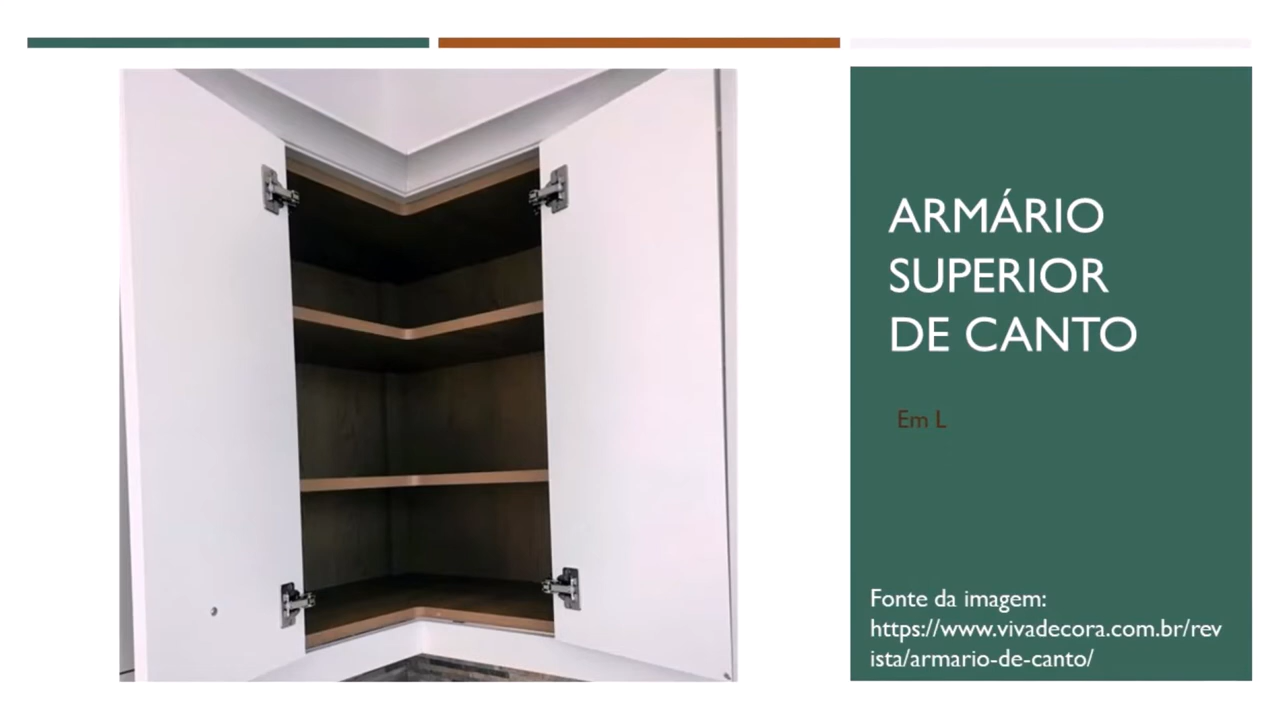 ARMÁRIO
SUPERIOR
DE CANTO
Em L
Fonte da imagem:
https://www.vivadecora.com.br/rev
ista/armario-de-canto/